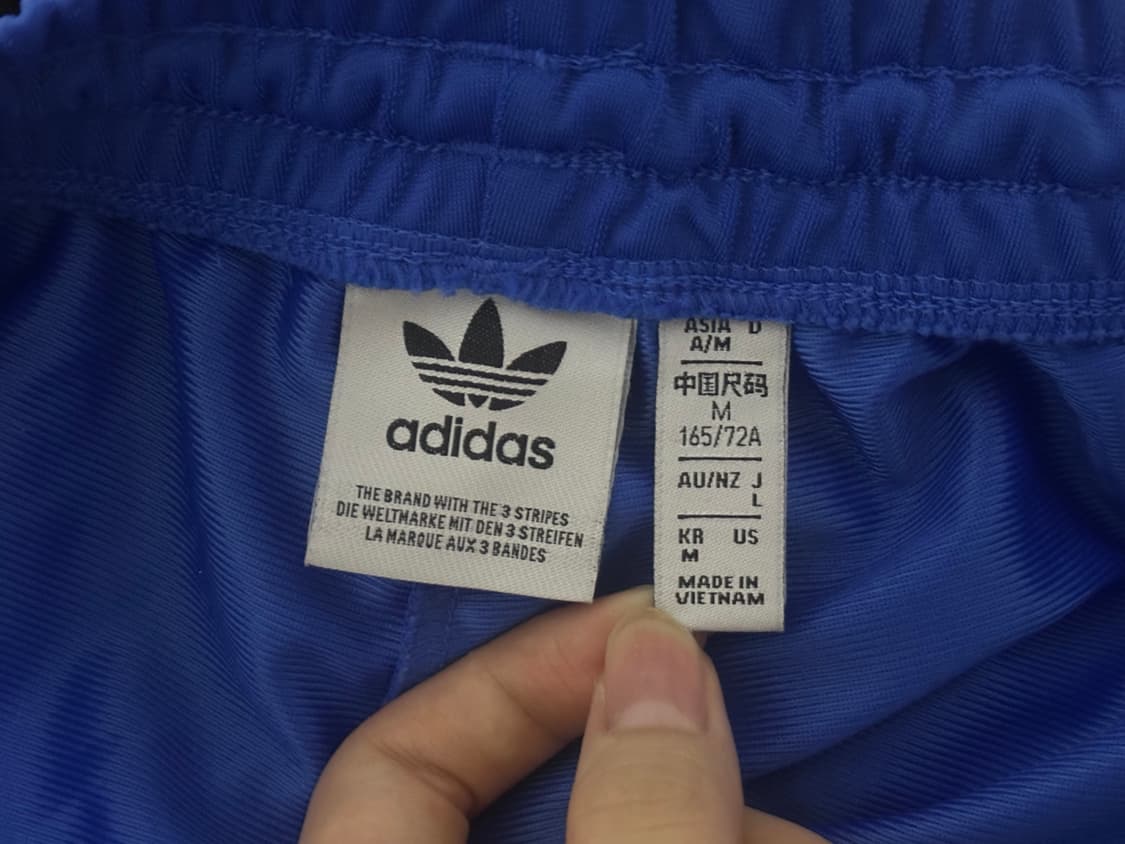 adidas
THE BRAND WITH THE 3 STRIPES
DIE WELTMARKE MIT DEN 3 STREIFEN
LA MARQUE AUX 3 BANDES
ASIA D
A/M
中国尺码
M
165/72A
AU/NZ J
L
KR US
M
MADE IN
VIETNAM